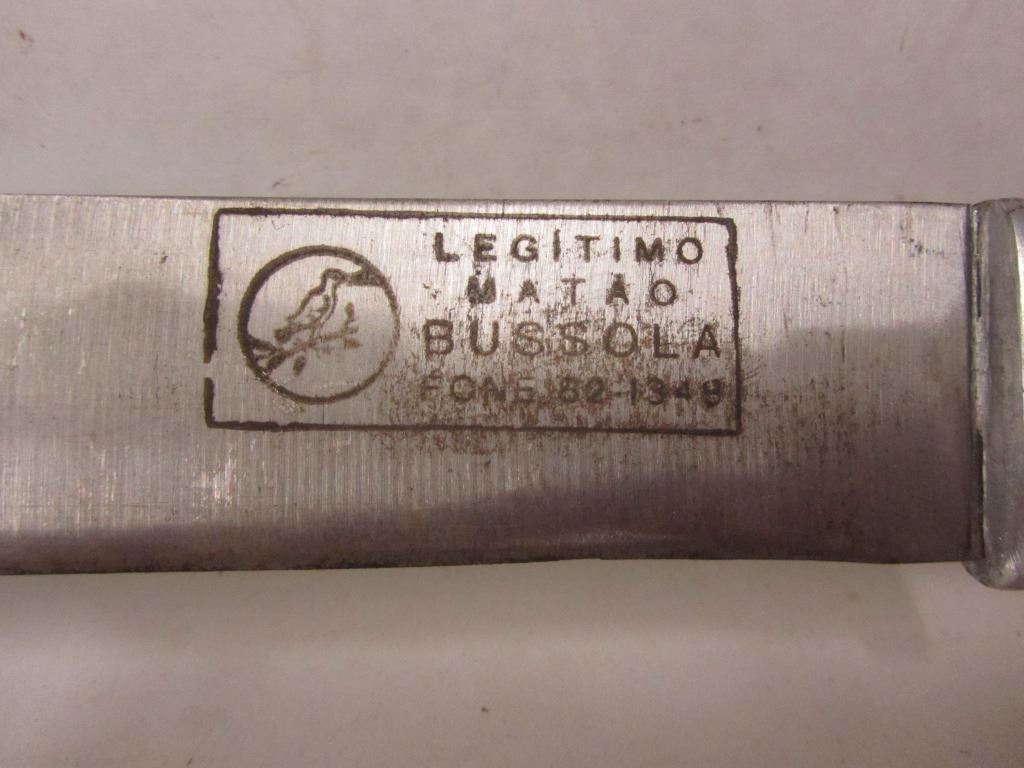 LEGÍTIMO
MATÃO
BUSSOLA
FONE 82-1349